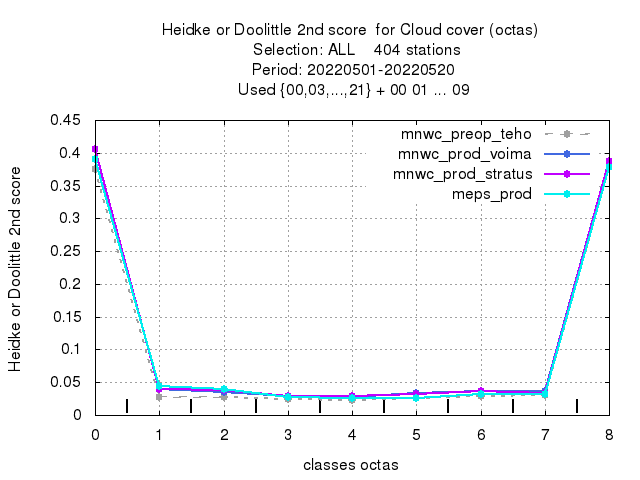 Heidke or Doolittle 2nd score  for Cloud cover (octas)
Selection: ALL    404 stations
Period: 20220501-20220520
Used {00,03,...,21} + 00 01 ... 09
mnwc_preop_teho
mnwc_prod_voima
mnwc_prod_stratus
meps_prod
Heidke or Doolittle 2nd score
0.45
0.4
0.35
0.3
0.25
0.2
0.15
0.1
0.05
0
0 1 2 3 4 5 6 7 8
classes octas